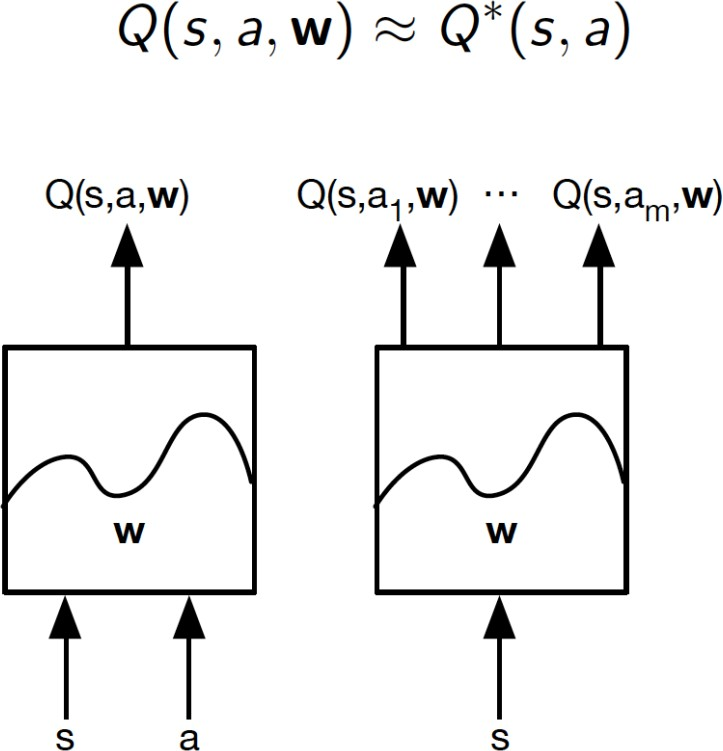 Q(s, a, w) ≈ Q*(s, a)
Q(s,a,w) Q(s,a₁,w) ··· Q(s,aₘ,w)
w w
s a s